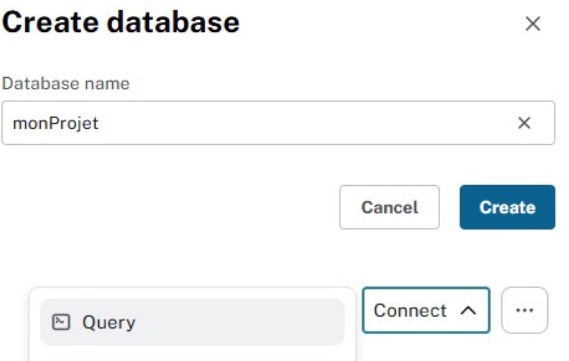 Create database
Database name
monProjet
Cancel
Create
Connect
Query